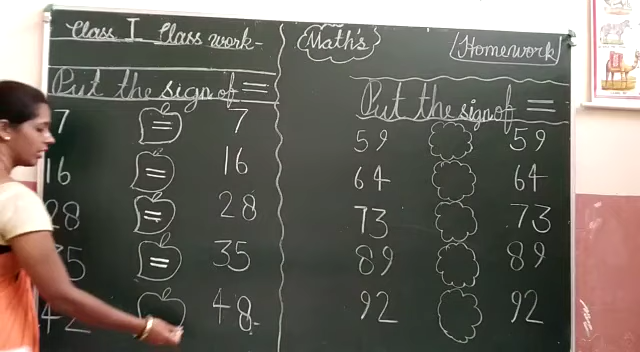 Class I Class work-
Math's
Homework
Put the sign of =
7 = 7
16 = 16
28 = 28
35 = 35
42 48
Put the sign of =
59 59
64 64
73 73
89 89
92 92